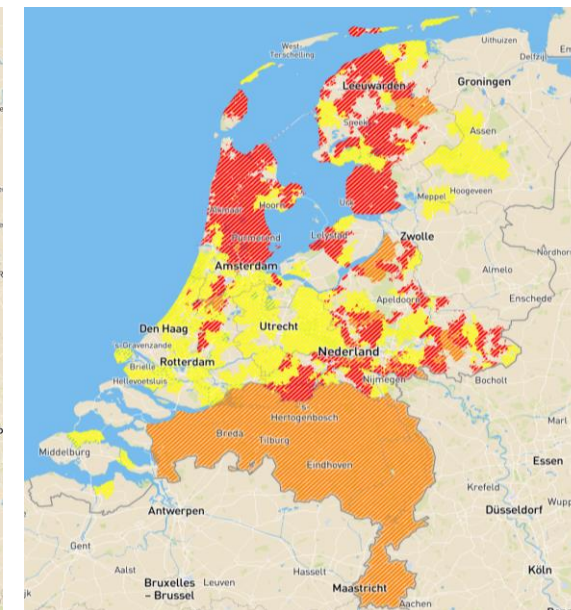 Uithuizen
West-Terschelling
Delfzijl
Leeuwarden
Groningen
Sneek
Assen
Meppel
Hoogeveen
Hoorn
Alkmaar
Purmerend
Lelystad
Zwolle
Nordhorn
Amsterdam
Almelo
Apeldoorn
Enschede
Den Haag
Utrecht
's-Gravenzande
Rotterdam
Nederland
Brielle
Hellevoetsluis
Nijmegen
Bocholt
's-
Hertogenbosch
Breda
Tilburg
Marl
Middelburg
Eindhoven
Essen
Krefeld
Antwerpen
Düsseldorf
Gent
Aalst
Hasselt
Köln
Bruxelles
– Brussel
Leuven
Maastricht
Aachen